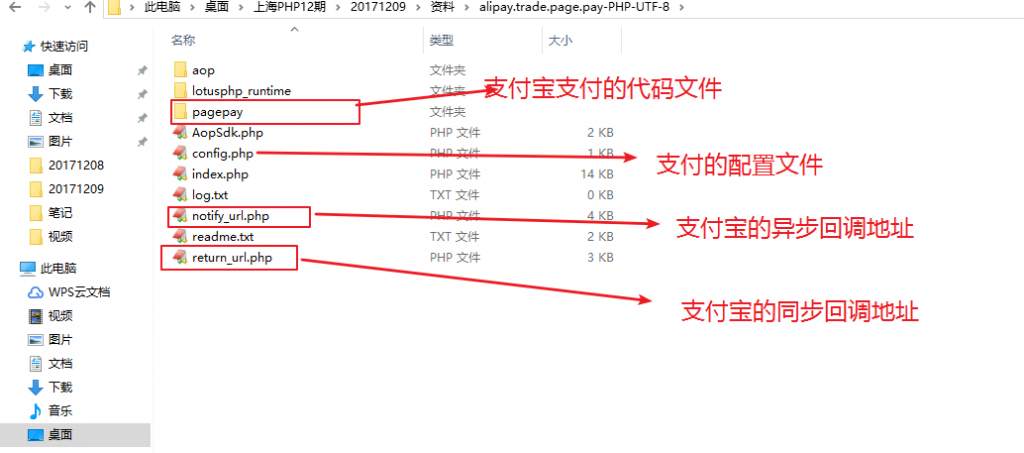 此电脑 › 桌面 › 上海PHP12期 › 20171209 › 资料 › alipay.trade.page.pay-PHP-UTF-8 ›
快速访问
桌面
下载
文档
图片
20171208
20171209
笔记
视频
此电脑
WPS云文档
视频
图片
文档
下载
音乐
桌面
名称 类型 大小
aop 文件夹
lotusphp_runtime 文件夹
pagepay 文件夹
AopSdk.php PHP 文件 2 KB
config.php PHP 文件 1 KB
index.php PHP 文件 14 KB
log.txt TXT 文件 0 KB
notify_url.php PHP 文件 4 KB
readme.txt TXT 文件 2 KB
return_url.php PHP 文件 3 KB
支付宝支付的代码文件
支付的配置文件
支付宝的异步回调地址
支付宝的同步回调地址